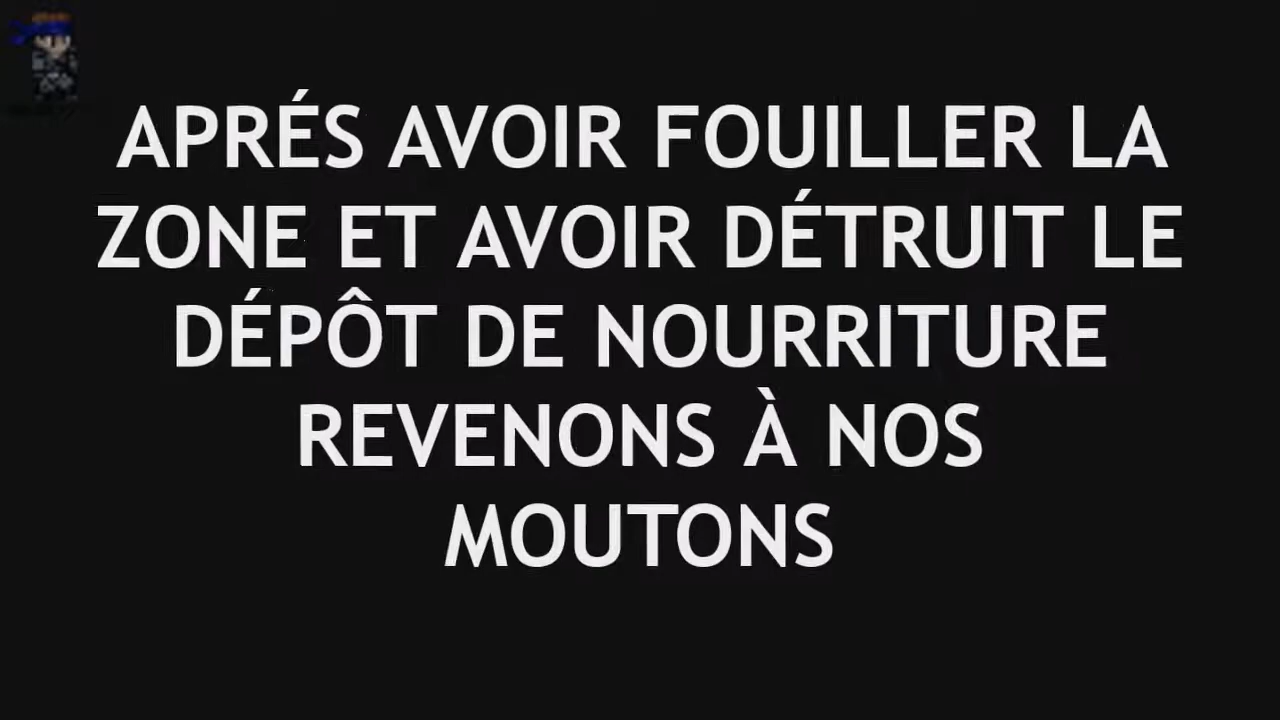 APRÉS AVOIR FOUILLER LA
ZONE ET AVOIR DÉTRUIT LE
DÉPÔT DE NOURRITURE
REVENONS À NOS
MOUTONS